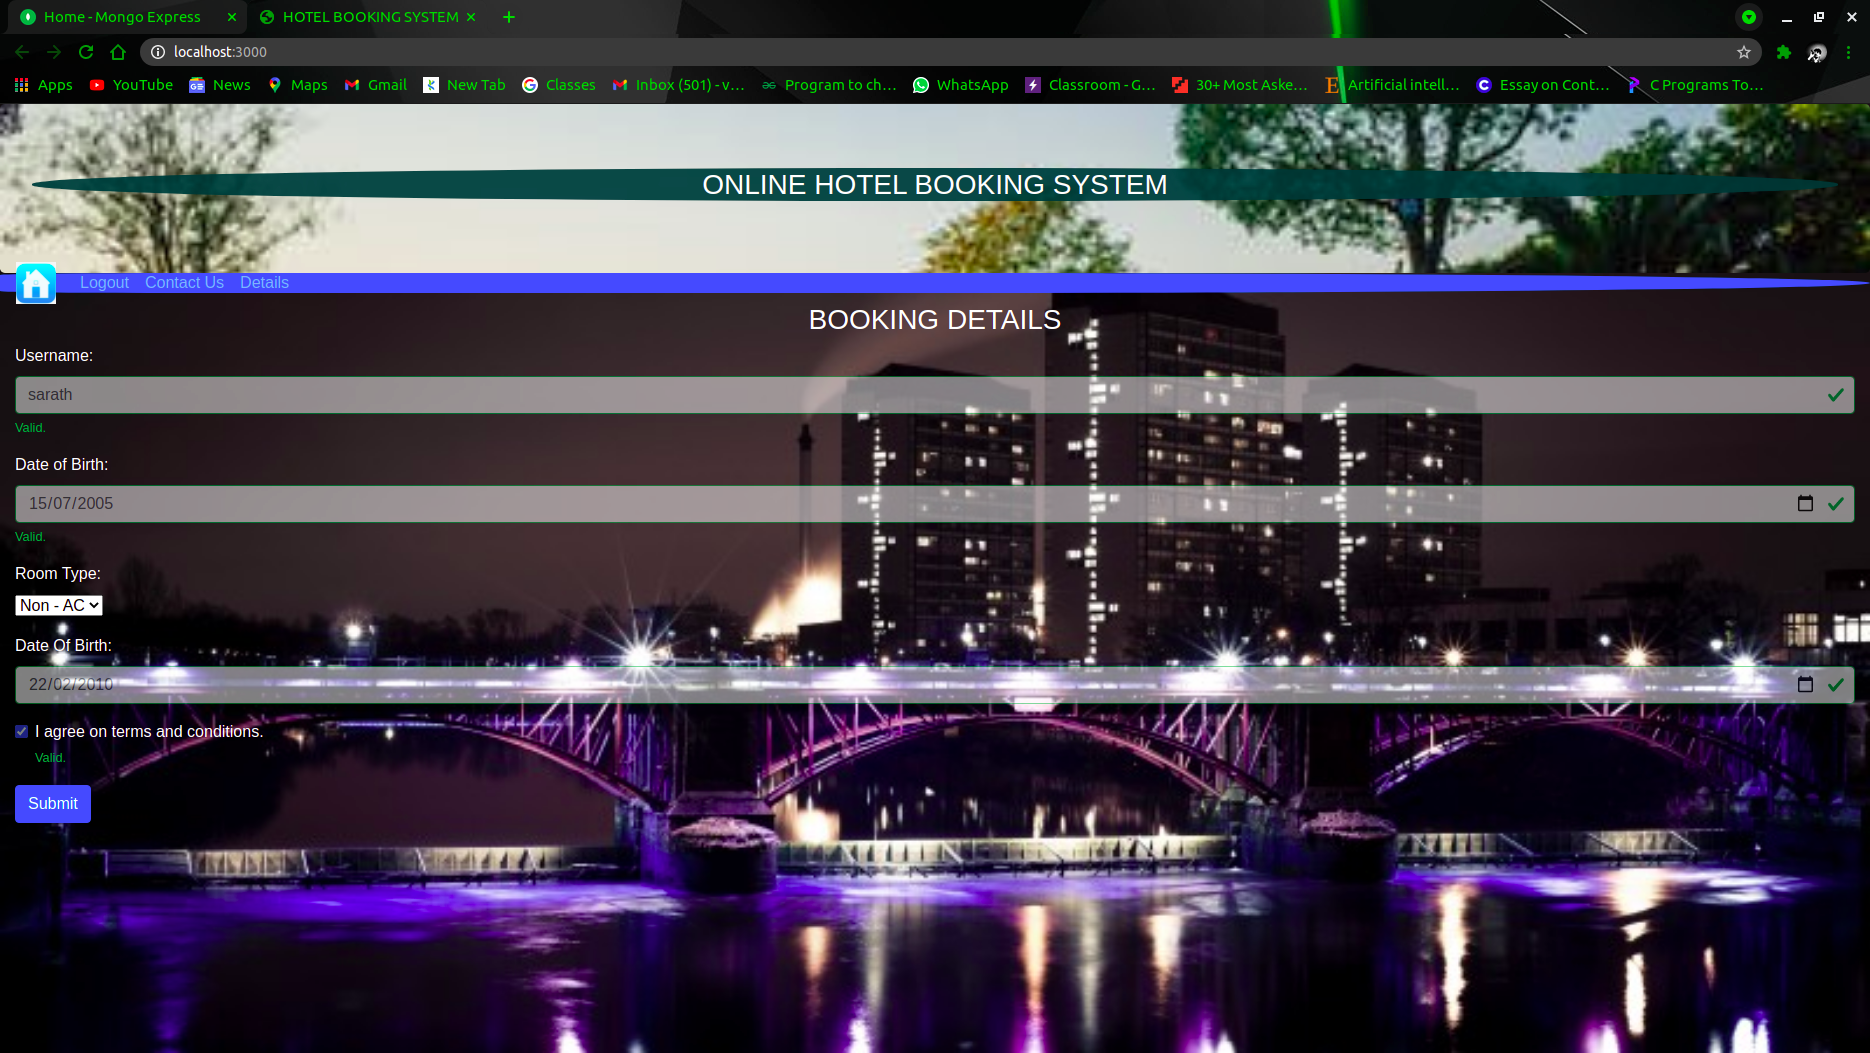 Home - Mongo Express
HOTEL BOOKING SYSTEM
localhost:3000
Apps YouTube News Maps Gmail New Tab Classes Inbox (501) - v... Program to ch... WhatsApp Classroom - G... 30+ Most Aske... Artificial intell... Essay on Cont... C Programs To...
ONLINE HOTEL BOOKING SYSTEM
Logout Contact Us Details
BOOKING DETAILS
Username:
sarath
Valid.
Date of Birth:
15/07/2005
Valid.
Room Type:
Non - AC
Date Of Birth:
22/02/2010
I agree on terms and conditions.
Valid.
Submit